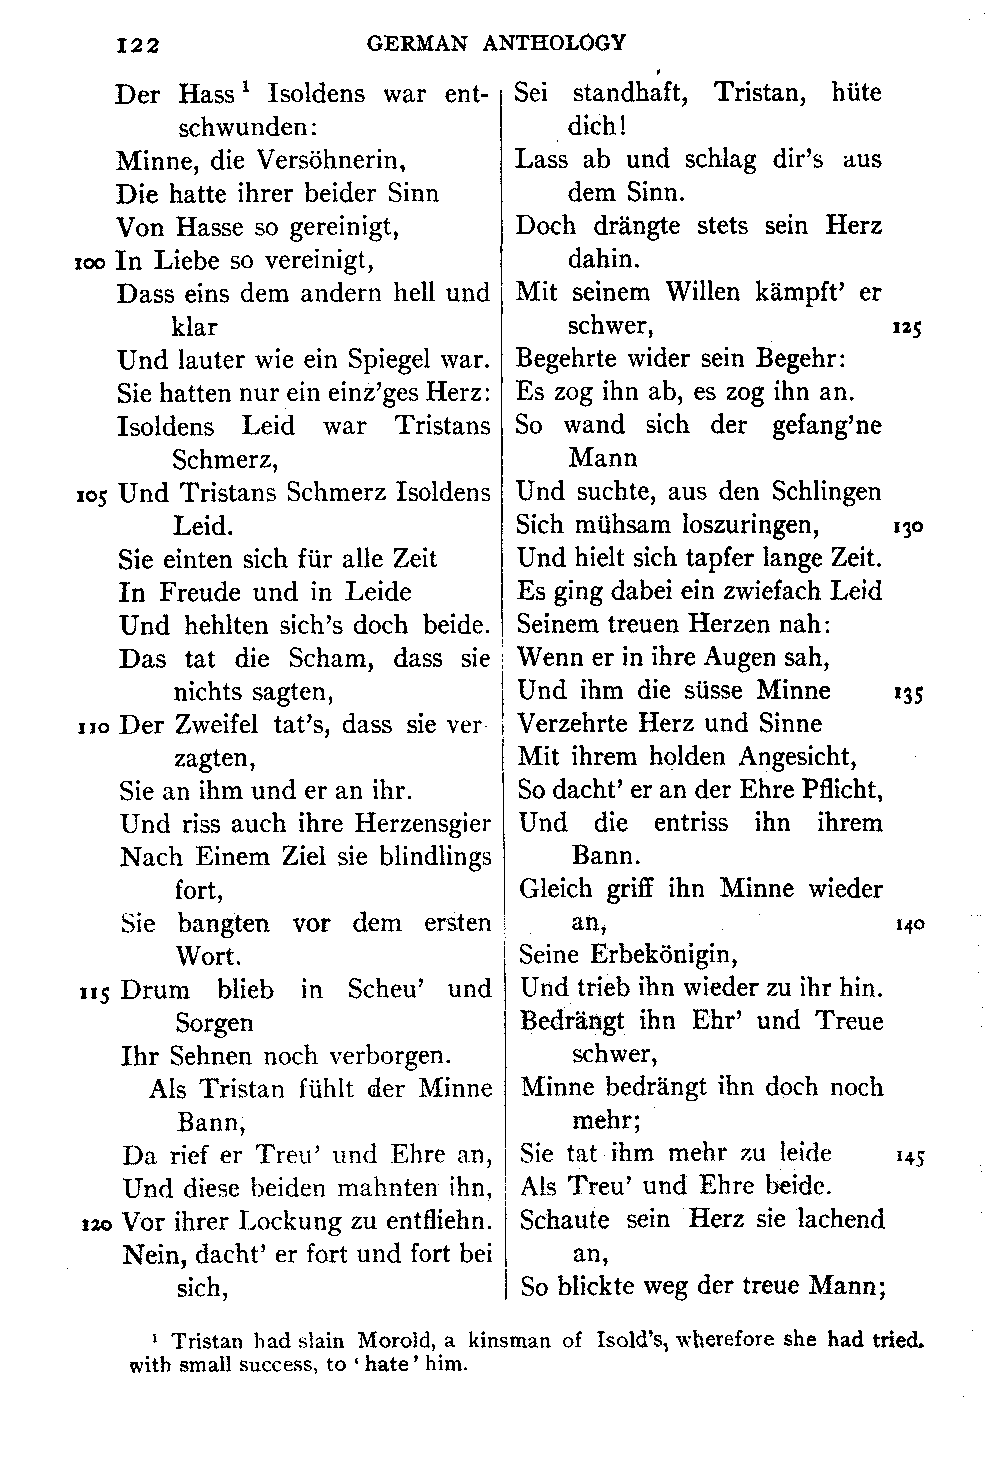 122 GERMAN ANTHOLOGY
Der Hass¹ Isoldens war ent-
schwunden:
Minne, die Versöhnerin,
Die hatte ihrer beider Sinn
Von Hasse so gereinigt,
100 In Liebe so vereinigt,
Dass eins dem andern hell und
klar
Und lauter wie ein Spiegel war.
Sie hatten nur ein einz'ges Herz:
Isoldens Leid war Tristans
Schmerz,
105 Und Tristans Schmerz Isoldens
Leid.
Sie einten sich für alle Zeit
In Freude und in Leide
Und hehlten sich's doch beide.
Das tat die Scham, dass sie
nichts sagten,
110 Der Zweifel tat's, dass sie ver-
zagten,
Sie an ihm und er an ihr.
Und riss auch ihre Herzensgier
Nach Einem Ziel sie blindlings
fort,
Sie bangten vor dem ersten
Wort.
115 Drum blieb in Scheu' und
Sorgen
Ihr Sehnen noch verborgen.
Als Tristan fühlt der Minne
Bann,
Da rief er Treu' und Ehre an,
Und diese beiden mahnten ihn,
120 Vor ihrer Lockung zu entfliehn.
Nein, dacht' er fort und fort bei
sich,
Sei standhaft, Tristan, hüte
dich!
Lass ab und schlag dir's aus
dem Sinn.
Doch drängte stets sein Herz
dahin.
Mit seinem Willen kämpft' er
schwer, 125
Begehrte wider sein Begehr:
Es zog ihn ab, es zog ihn an.
So wand sich der gefang'ne
Mann
Und suchte, aus den Schlingen
Sich mühsam loszuringen, 130
Und hielt sich tapfer lange Zeit.
Es ging dabei ein zwiefach Leid
Seinem treuen Herzen nah:
Wenn er in ihre Augen sah,
Und ihm die süsse Minne 135
Verzehrte Herz und Sinne
Mit ihrem holden Angesicht,
So dacht' er an der Ehre Pflicht,
Und die entriss ihn ihrem
Bann.
Gleich griff ihn Minne wieder
an, 140
Seine Erbekönigin,
Und trieb ihn wieder zu ihr hin.
Bedrängt ihn Ehr' und Treue
schwer,
Minne bedrängt ihn doch noch
mehr;
Sie tat ihm mehr zu leide 145
Als Treu' und Ehre beide.
Schaute sein Herz sie lachend
an,
So blickte weg der treue Mann;
¹ Tristan had slain Morold, a kinsman of Isold's, wherefore she had tried.
with small success, to ' hate ' him.